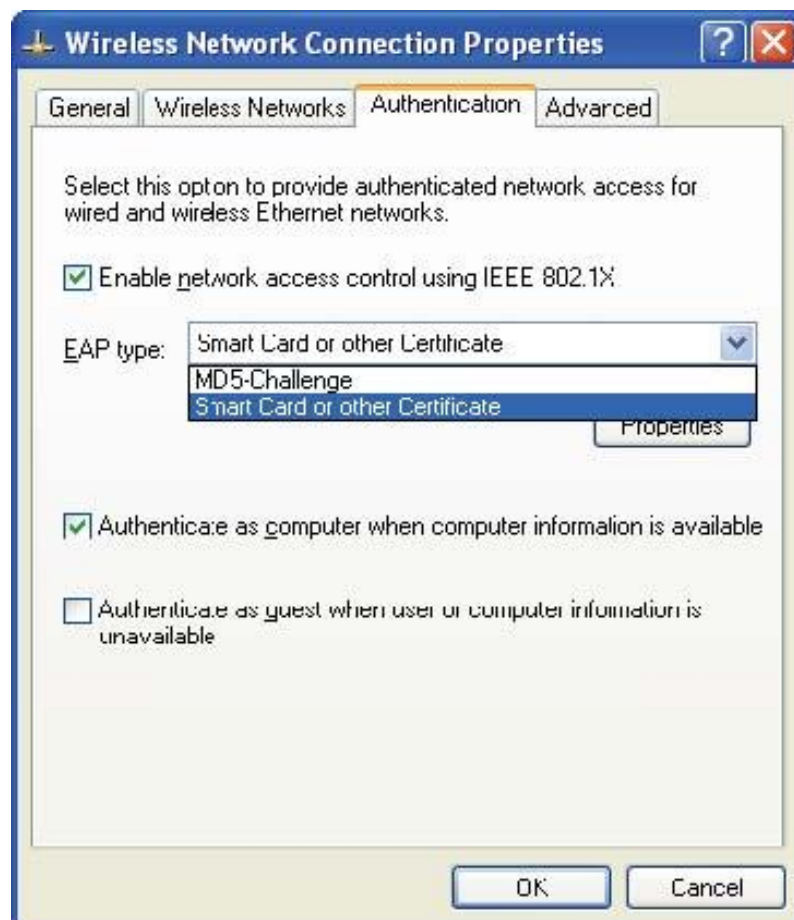 Wireless Network Connection Properties
General Wireless Networks Authentication Advanced
Select this opton to provide authenticated network access for
wired and wireless Ethernet networks.
Enable network access control using IEEE 802.1X
EAP type: Smart Card or other Certificate
MD5-Challenge
Smart Card or other Certificate
Properties
Authenticate as computer when computer information is available
Authenticate as guest when user or computer information is
unavailable
OK Cancel